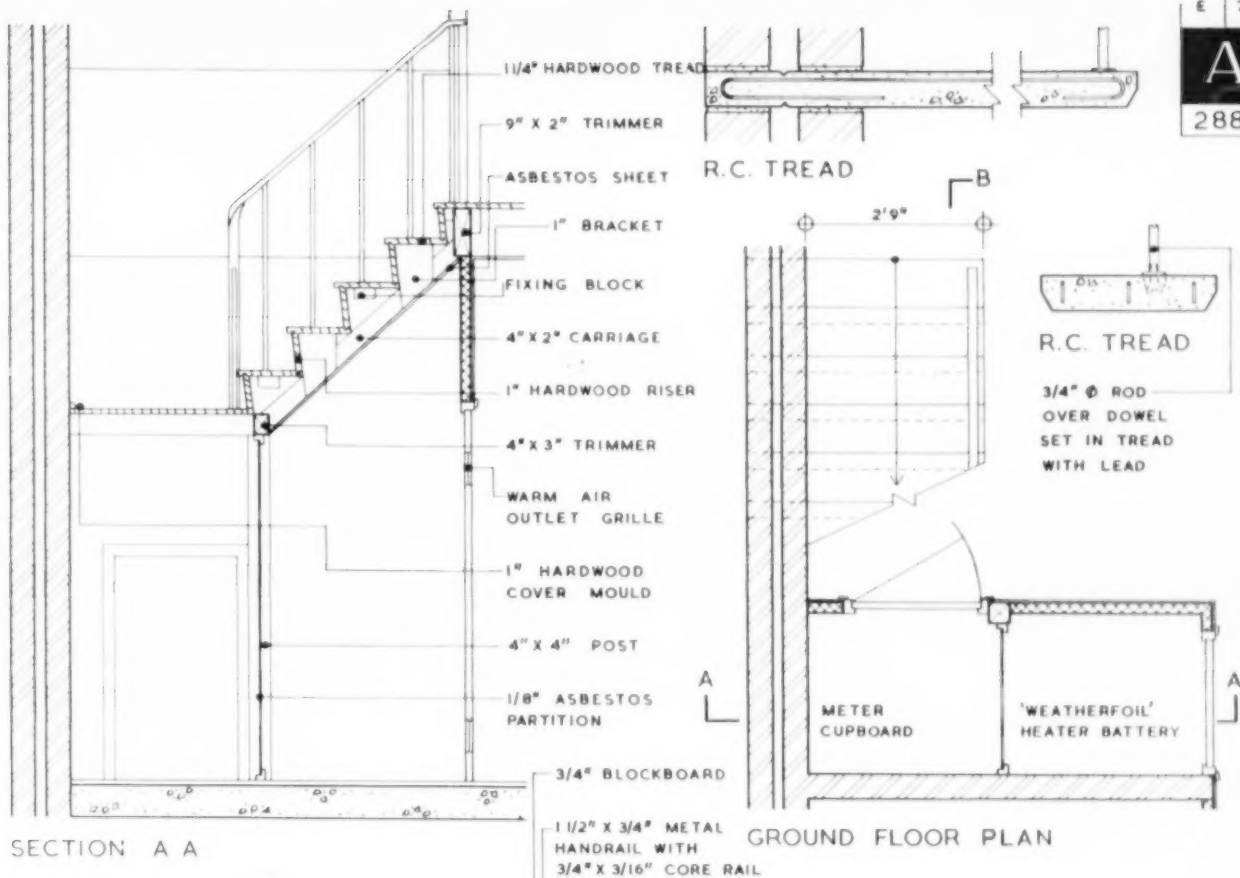 1 1/4" HARDWOOD TREAD
9" X 2" TRIMMER
ASBESTOS SHEET
1" BRACKET
FIXING BLOCK
4" X 2" CARRIAGE
1" HARDWOOD RISER
4" X 3" TRIMMER
WARM AIR
OUTLET GRILLE
1" HARDWOOD
COVER MOULD
4" X 4" POST
1/8" ASBESTOS
PARTITION
3/4" BLOCKBOARD
1 1/2" X 3/4" METAL
HANDRAIL WITH
3/4" X 3/16" CORE RAIL
SECTION A A
R.C. TREAD
B
2'9"
R.C. TREAD
3/4" φ ROD
OVER DOWEL
SET IN TREAD
WITH LEAD
A
A
METER
CUPBOARD
'WEATHERFOIL'
HEATER BATTERY
GROUND FLOOR PLAN
E
A
288